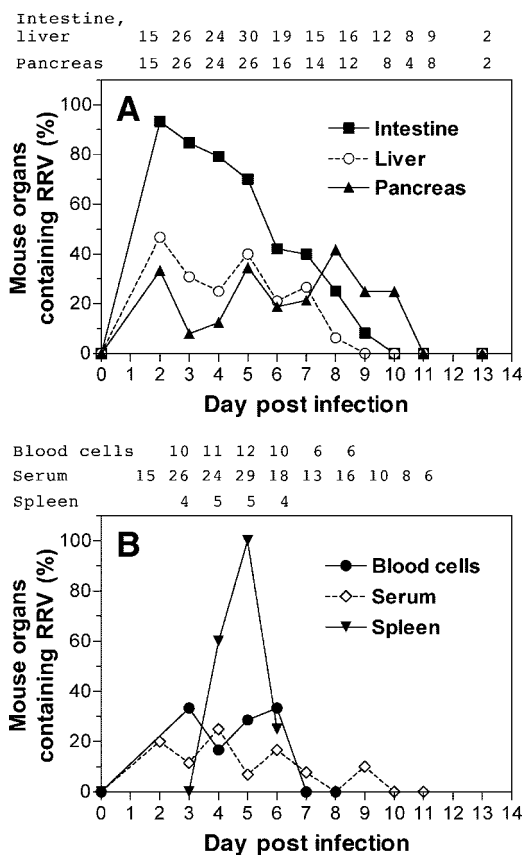 Intestine,
liver 15 26 24 30 19 15 16 12 8 9 2
Pancreas 15 26 24 26 16 14 12 8 4 8 2
A
100
80
60
40
20
0
Mouse organs
containing RRV (%)
Intestine
Liver
Pancreas
0 1 2 3 4 5 6 7 8 9 10 11 12 13 14
Day post infection
Blood cells 10 11 12 10 6 6
Serum 15 26 24 29 18 13 16 10 8 6
Spleen 4 5 5 4
B
100
80
60
40
20
0
Mouse organs
containing RRV (%)
Blood cells
Serum
Spleen
0 1 2 3 4 5 6 7 8 9 10 11 12 13 14
Day post infection